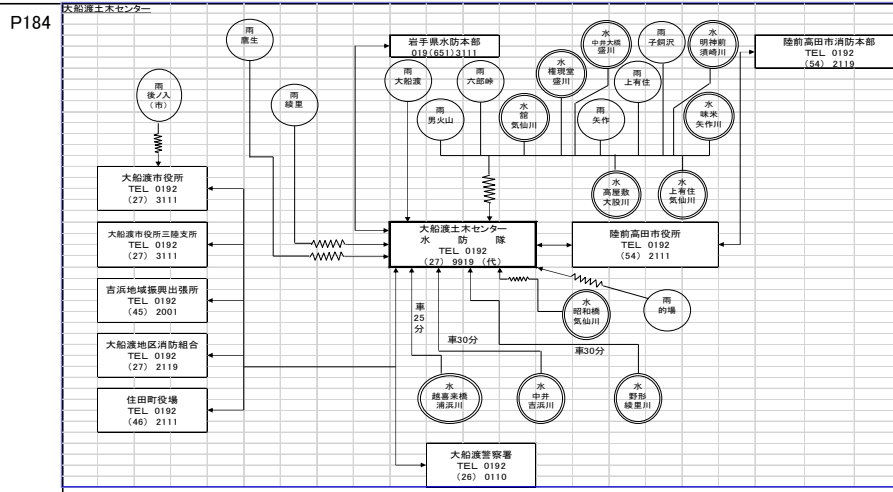 P184
大船渡土木センター
雨
鷹生
岩手県水防本部
019(651)3111
雨
大船渡
雨
六郎峠
水
権現堂
盛川
水
中井大橋
盛川
雨
子飼沢
水
明神前
須崎川
陸前高田市消防本部
TEL 0192
(54) 2119
雨
後ノ入
(市)
雨
綾里
雨
男火山
水
舘
気仙川
雨
矢作
雨
上有住
水
味米
矢作川
水
高屋敷
大股川
水
上有住
気仙川
大船渡市役所
TEL 0192
(27) 3111
大船渡市役所三陸支所
TEL 0192
(27) 3111
吉浜地域振興出張所
TEL 0192
(45) 2001
大船渡地区消防組合
TEL 0192
(27) 2119
住田町役場
TEL 0192
(46) 2111
大船渡土木センター
水 防 隊
TEL 0192
(27) 9919 (代)
陸前高田市役所
TEL 0192
(54) 2111
水
昭和橋
気仙川
雨
的場
車
25
分
車30分
車30分
水
越喜来橋
浦浜川
水
中井
吉浜川
水
野形
綾里川
大船渡警察署
TEL 0192
(26) 0110